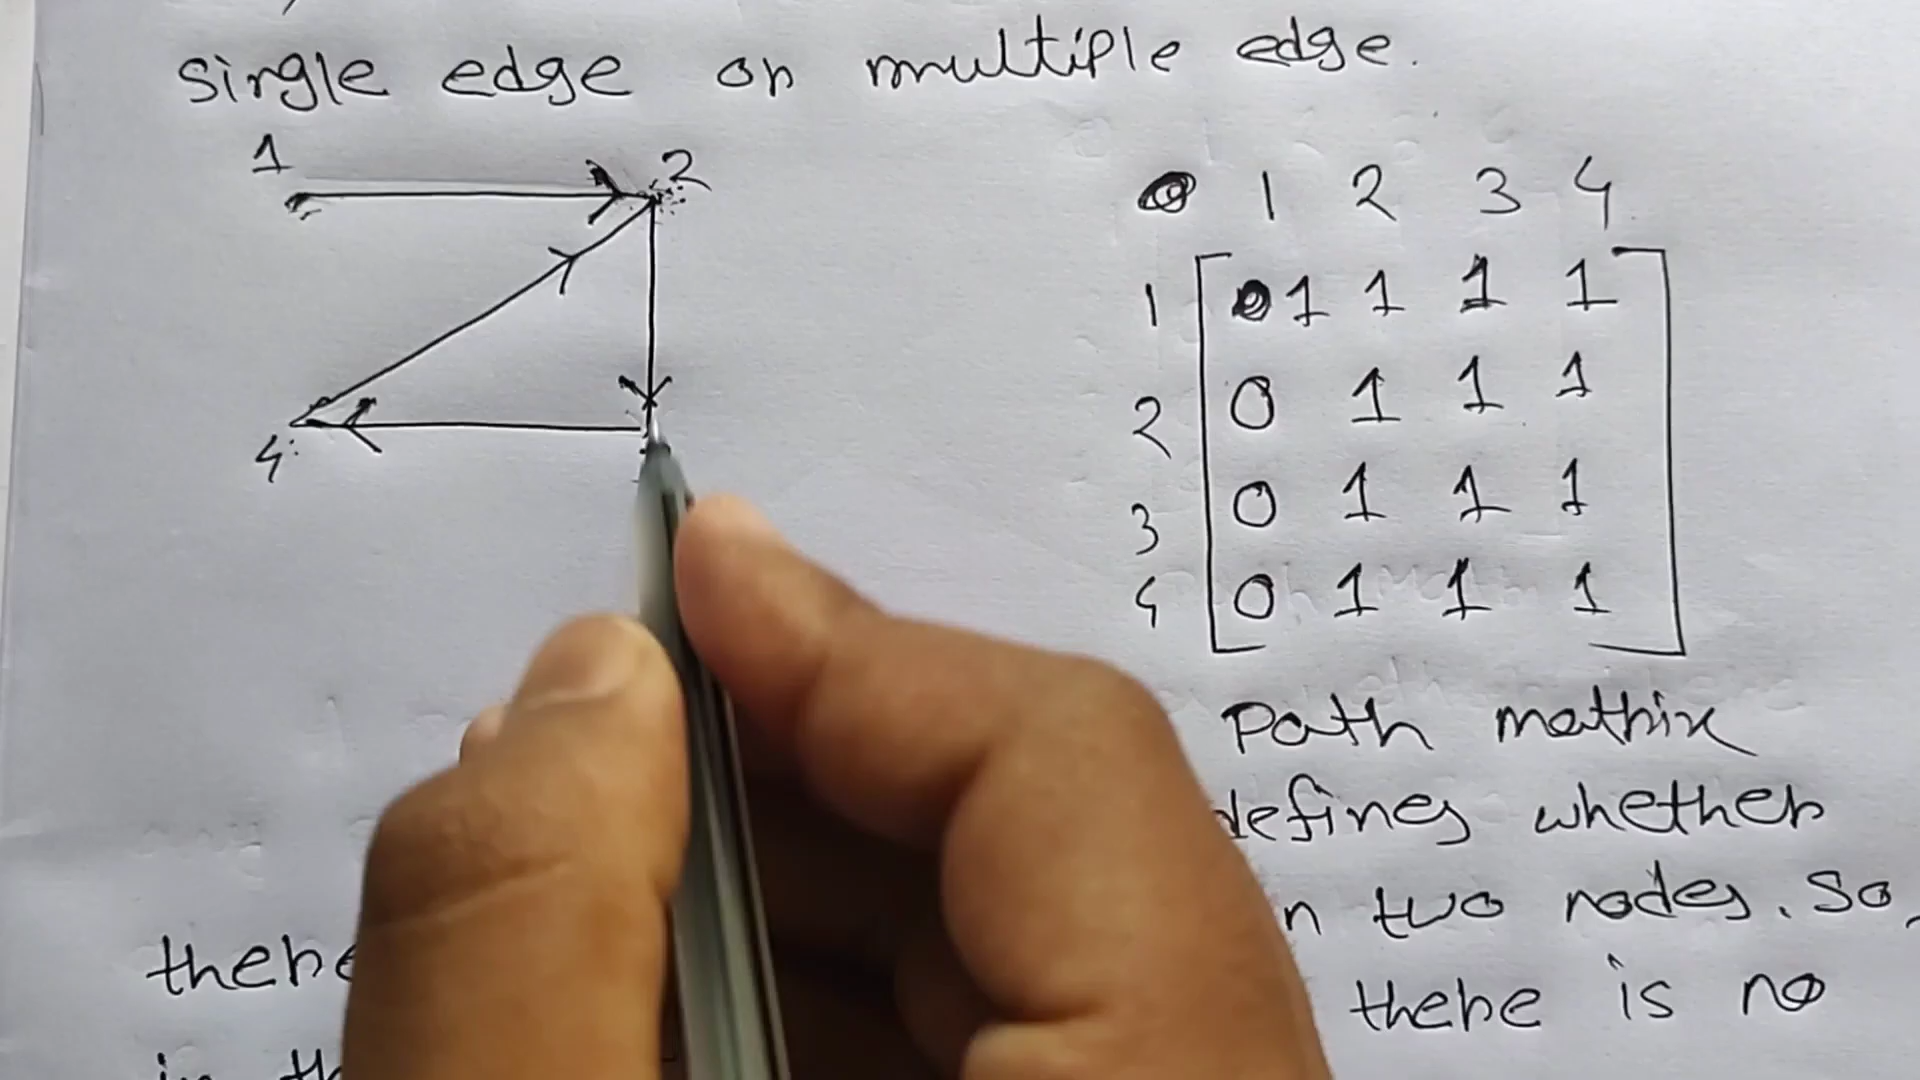 single edge or multiple edge.
1 2
4
1 2 3 4
1 1 1 1 1
2 0 1 1 1
3 0 1 1 1
4 0 1 1 1
Path matrix
defines whether
two nodes. So,
there
there is no
in